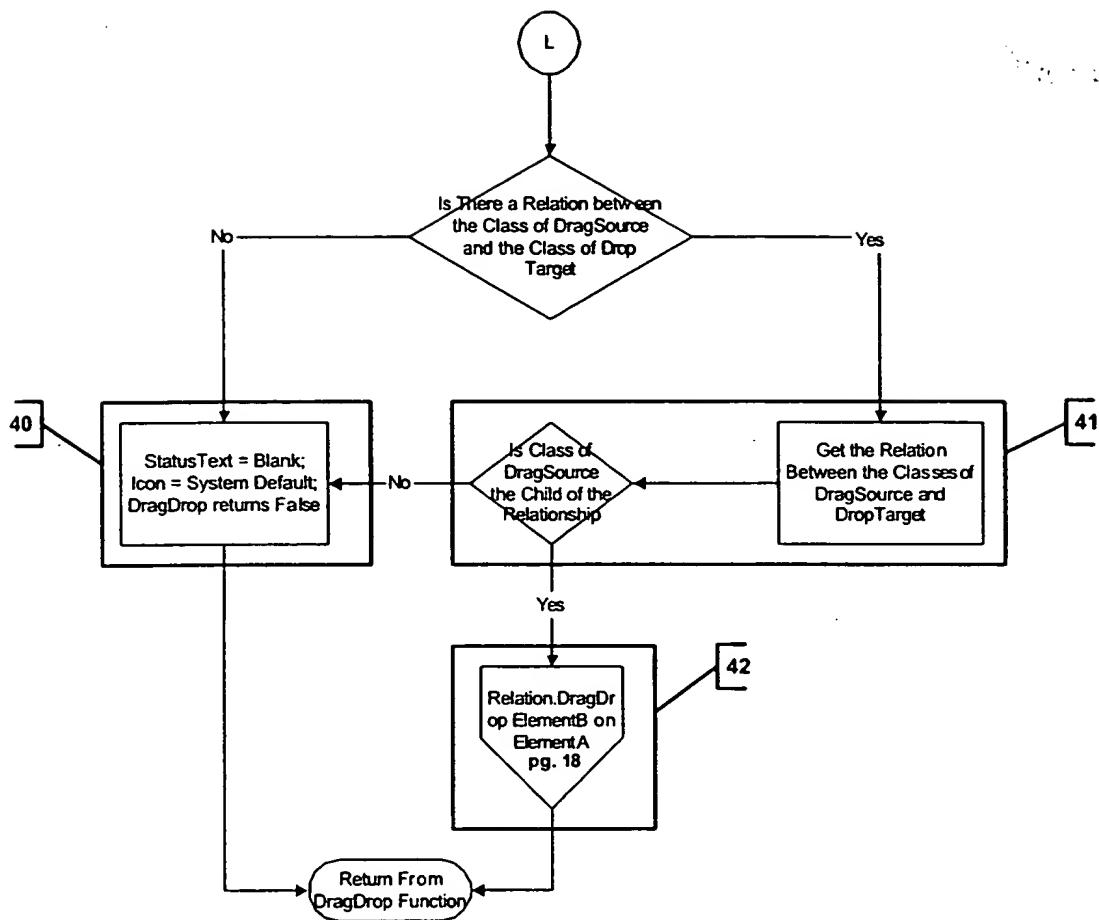 L
Is There a Relation between
the Class of DragSource
and the Class of Drop
Target
No
Yes
40
StatusText = Blank;
Icon = System Default;
DragDrop returns False
No
Is Class of
DragSource
the Child of the
Relationship
Get the Relation
Between the Classes of
DragSource and
DropTarget
41
Yes
42
Relation.DragDr
op ElementB on
ElementA
pg. 18
Return From
DragDrop Function